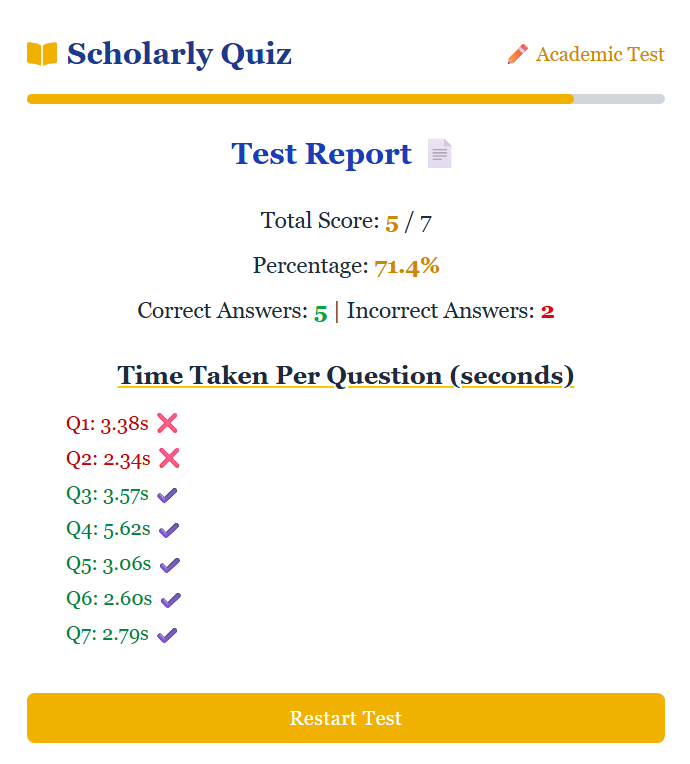 Scholarly Quiz
Academic Test
Test Report
Total Score: 5 / 7
Percentage: 71.4%
Correct Answers: 5 | Incorrect Answers: 2
Time Taken Per Question (seconds)
Q1: 3.38s
Q2: 2.34s
Q3: 3.57s
Q4: 5.62s
Q5: 3.06s
Q6: 2.60s
Q7: 2.79s
Restart Test